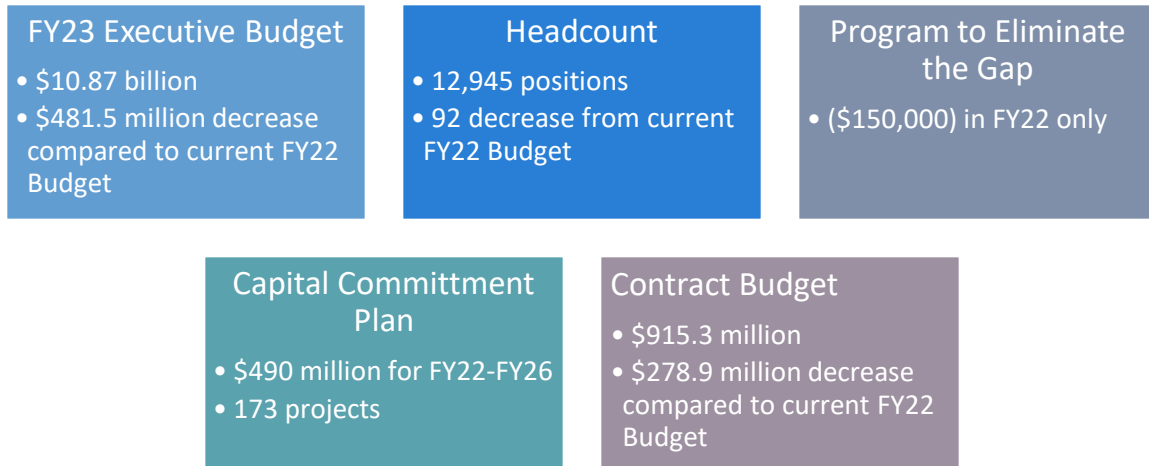 FY23 Executive Budget
• $10.87 billion
• $481.5 million decrease
compared to current FY22
Budget
Headcount
• 12,945 positions
• 92 decrease from current
FY22 Budget
Program to Eliminate
the Gap
• ($150,000) in FY22 only
Capital Committment
Plan
• $490 million for FY22-FY26
• 173 projects
Contract Budget
• $915.3 million
• $278.9 million decrease
compared to current FY22
Budget